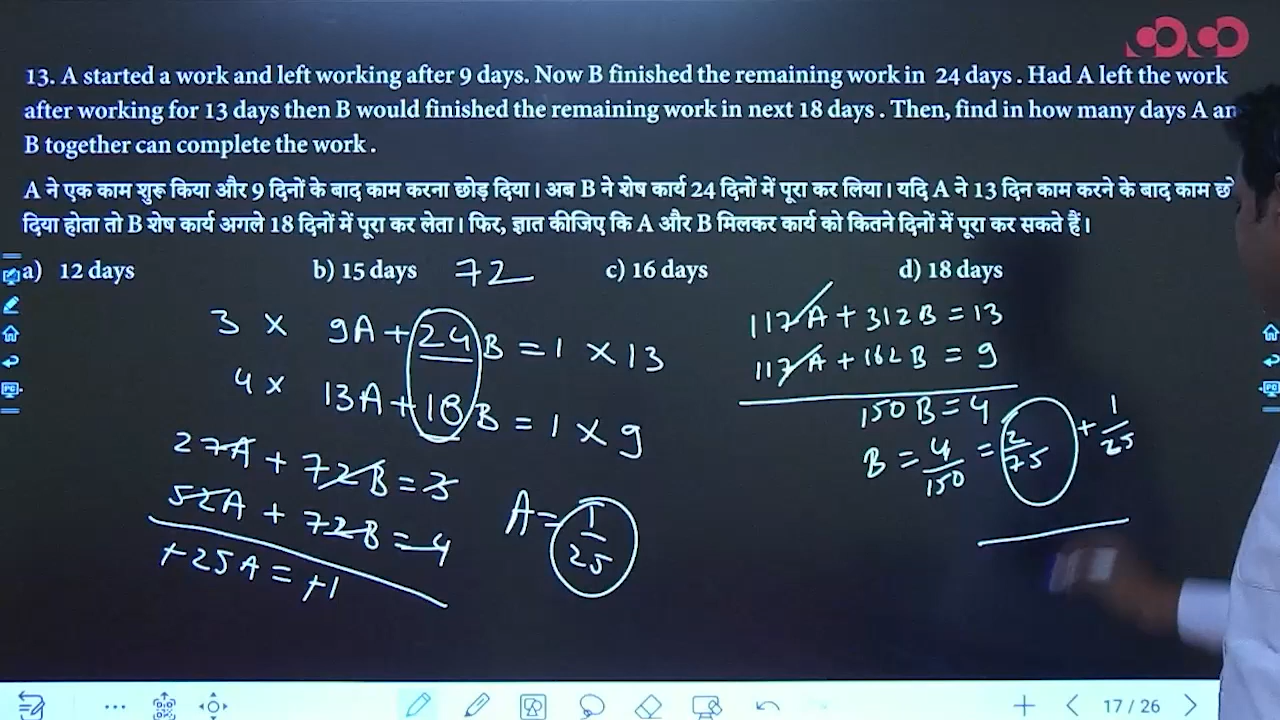 13. A started a work and left working after 9 days. Now B finished the remaining work in 24 days . Had A left the work
after working for 13 days then B would finished the remaining work in next 18 days . Then, find in how many days A an
B together can complete the work .
A ने एक काम शुरू किया और 9 दिनों के बाद काम करना छोड़ दिया। अब B ने शेष कार्य 24 दिनों में पूरा कर लिया। यदि A ने 13 दिन काम करने के बाद काम छो
दिया होता तो B शेष कार्य अगले 18 दिनों में पूरा कर लेता। फिर, ज्ञात कीजिए कि A और B मिलकर कार्य को कितने दिनों में पूरा कर सकते हैं।
a) 12 days b) 15 days 72 c) 16 days d) 18 days
3 × 9A + 24B = 1 × 13
4 × 13A + 18B = 1 × 9
27A + 72B = 3
52A + 72B = 4
+25A = +1
A = 1/25
117A + 312B = 13
117A + 162B = 9
150B = 4
B = 4/150 = 2/75 + 1/25
17 / 26